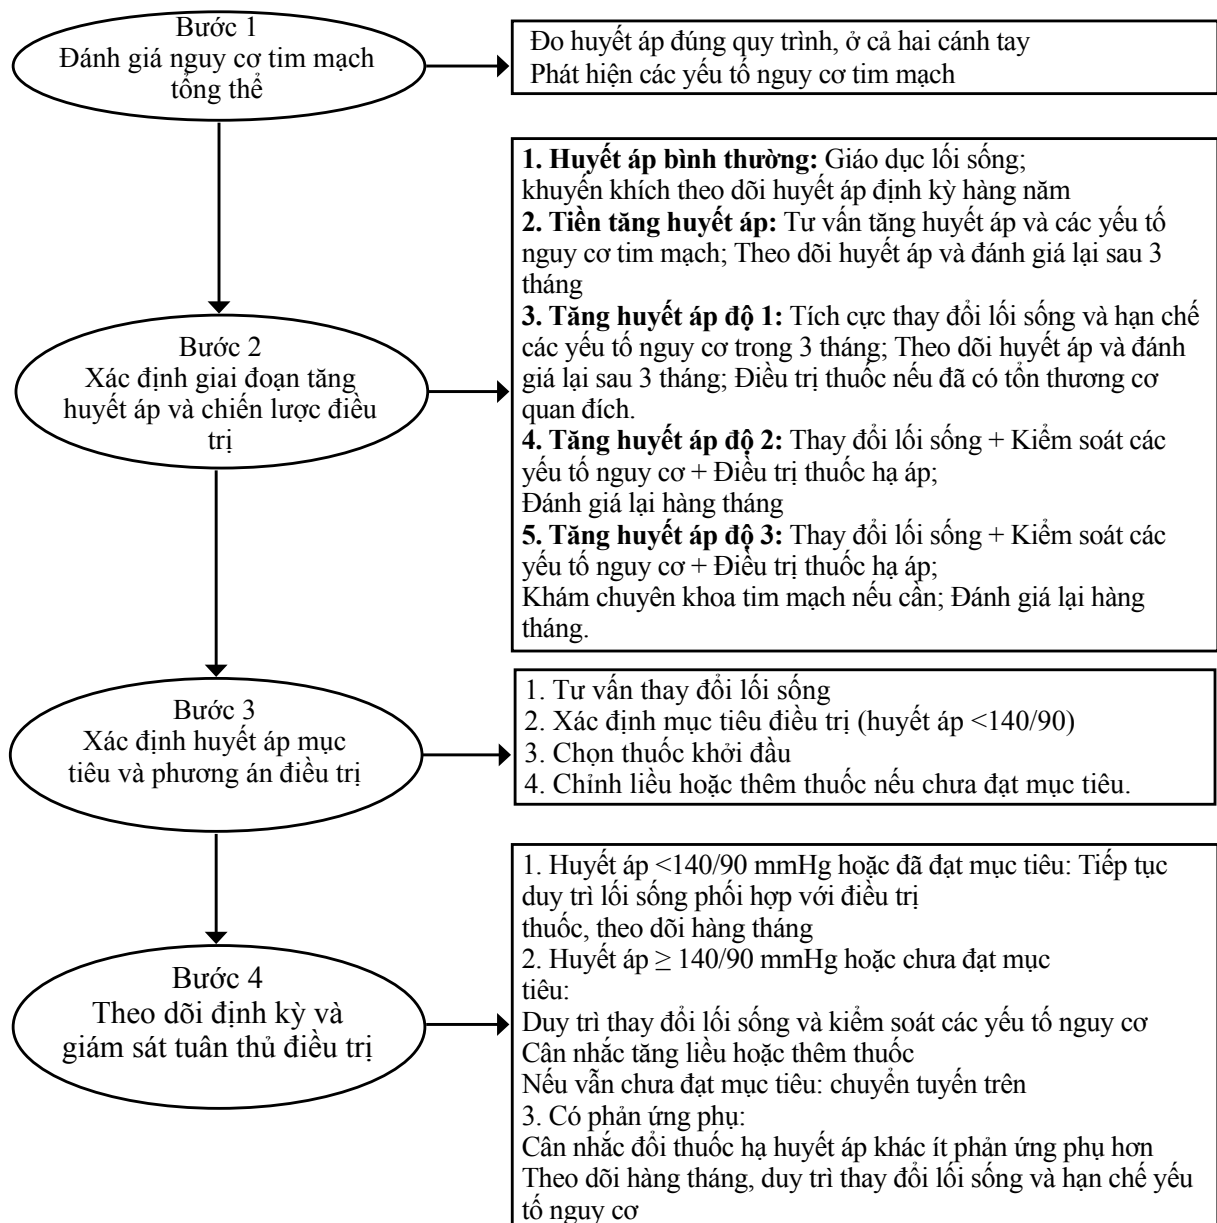 Bước 1
Đánh giá nguy cơ tim mạch
tổng thể
Đo huyết áp đúng quy trình, ở cả hai cánh tay
Phát hiện các yếu tố nguy cơ tim mạch
Bước 2
Xác định giai đoạn tăng
huyết áp và chiến lược điều
trị
1. Huyết áp bình thường: Giáo dục lối sống;
khuyến khích theo dõi huyết áp định kỳ hàng năm
2. Tiền tăng huyết áp: Tư vấn tăng huyết áp và các yếu tố
nguy cơ tim mạch; Theo dõi huyết áp và đánh giá lại sau 3
tháng
3. Tăng huyết áp độ 1: Tích cực thay đổi lối sống và hạn chế
các yếu tố nguy cơ trong 3 tháng; Theo dõi huyết áp và đánh
giá lại sau 3 tháng; Điều trị thuốc nếu đã có tổn thương cơ
quan đích.
4. Tăng huyết áp độ 2: Thay đổi lối sống + Kiểm soát các
yếu tố nguy cơ + Điều trị thuốc hạ áp;
Đánh giá lại hàng tháng
5. Tăng huyết áp độ 3: Thay đổi lối sống + Kiểm soát các
yếu tố nguy cơ + Điều trị thuốc hạ áp;
Khám chuyên khoa tim mạch nếu cần; Đánh giá lại hàng
tháng.
Bước 3
Xác định huyết áp mục
tiêu và phương án điều trị
1. Tư vấn thay đổi lối sống
2. Xác định mục tiêu điều trị (huyết áp <140/90)
3. Chọn thuốc khởi đầu
4. Chỉnh liều hoặc thêm thuốc nếu chưa đạt mục tiêu.
Bước 4
Theo dõi định kỳ và
giám sát tuân thủ điều trị
1. Huyết áp <140/90 mmHg hoặc đã đạt mục tiêu: Tiếp tục
duy trì lối sống phối hợp với điều trị
thuốc, theo dõi hàng tháng
2. Huyết áp ≥ 140/90 mmHg hoặc chưa đạt mục
tiêu:
Duy trì thay đổi lối sống và kiểm soát các yếu tố nguy cơ
Cân nhắc tăng liều hoặc thêm thuốc
Nếu vẫn chưa đạt mục tiêu: chuyển tuyến trên
3. Có phản ứng phụ:
Cân nhắc đổi thuốc hạ huyết áp khác ít phản ứng phụ hơn
Theo dõi hàng tháng, duy trì thay đổi lối sống và hạn chế yếu
tố nguy cơ